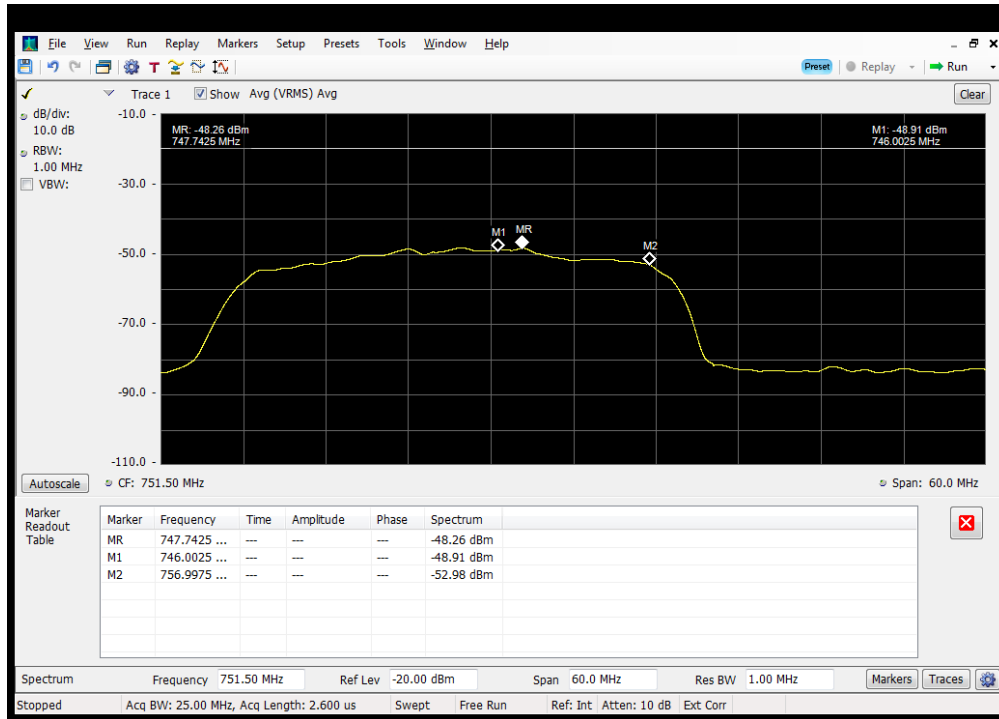 File View Run Replay Markers Setup Presets Tools Window Help
T Preset Replay Run
Trace 1 Show Avg (VRMS) Avg Clear
dB/div:
10.0 dB
RBW:
1.00 MHz
VBW:
-10.0 -
-30.0 -
-50.0 -
-70.0 -
-90.0 -
-110.0 -
MR: -48.26 dBm
747.7425 MHz
M1: -48.91 dBm
746.0025 MHz
M1 MR
M2
Autoscale CF: 751.50 MHz Span: 60.0 MHz
Marker
Readout
Table
Marker Frequency Time Amplitude Phase Spectrum
MR 747.7425 ... --- --- --- -48.26 dBm
M1 746.0025 ... --- --- --- -48.91 dBm
M2 756.9975 ... --- --- --- -52.98 dBm
Spectrum Frequency 751.50 MHz Ref Lev -20.00 dBm Span 60.0 MHz Res BW 1.00 MHz Markers Traces
Stopped Acq BW: 25.00 MHz, Acq Length: 2.600 us Swept Free Run Ref: Int Atten: 10 dB Ext Corr